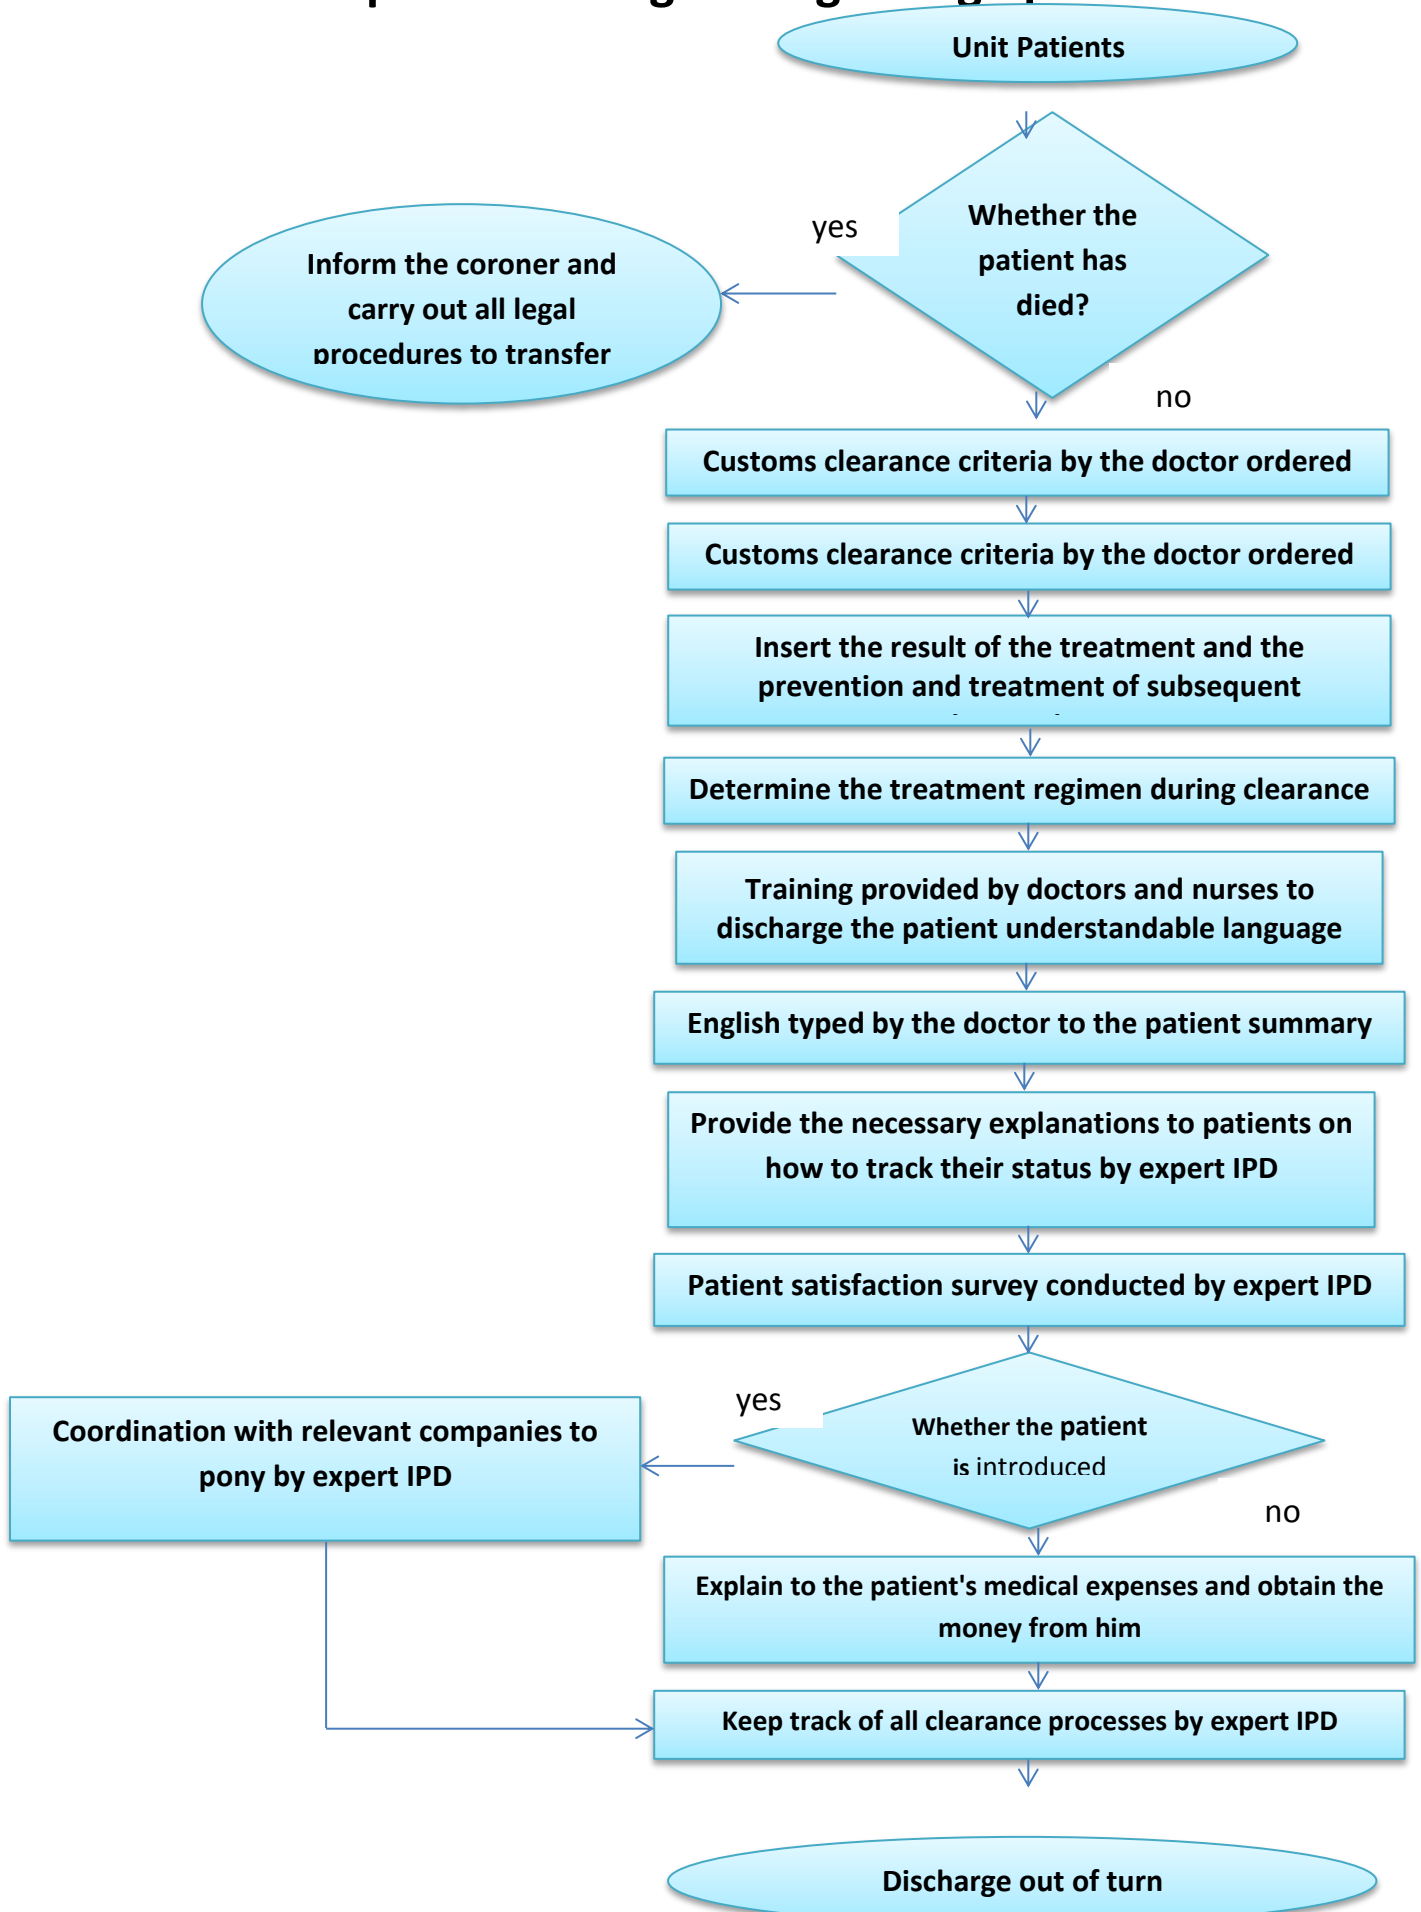 Unit Patients
Whether the
patient has
died?
yes
Inform the coroner and
carry out all legal
procedures to transfer
no
Customs clearance criteria by the doctor ordered
Customs clearance criteria by the doctor ordered
Insert the result of the treatment and the
prevention and treatment of subsequent
Determine the treatment regimen during clearance
Training provided by doctors and nurses to
discharge the patient understandable language
English typed by the doctor to the patient summary
Provide the necessary explanations to patients on
how to track their status by expert IPD
Patient satisfaction survey conducted by expert IPD
Whether the patient
is introduced
yes
Coordination with relevant companies to
pony by expert IPD
no
Explain to the patient's medical expenses and obtain the
money from him
Keep track of all clearance processes by expert IPD
Discharge out of turn